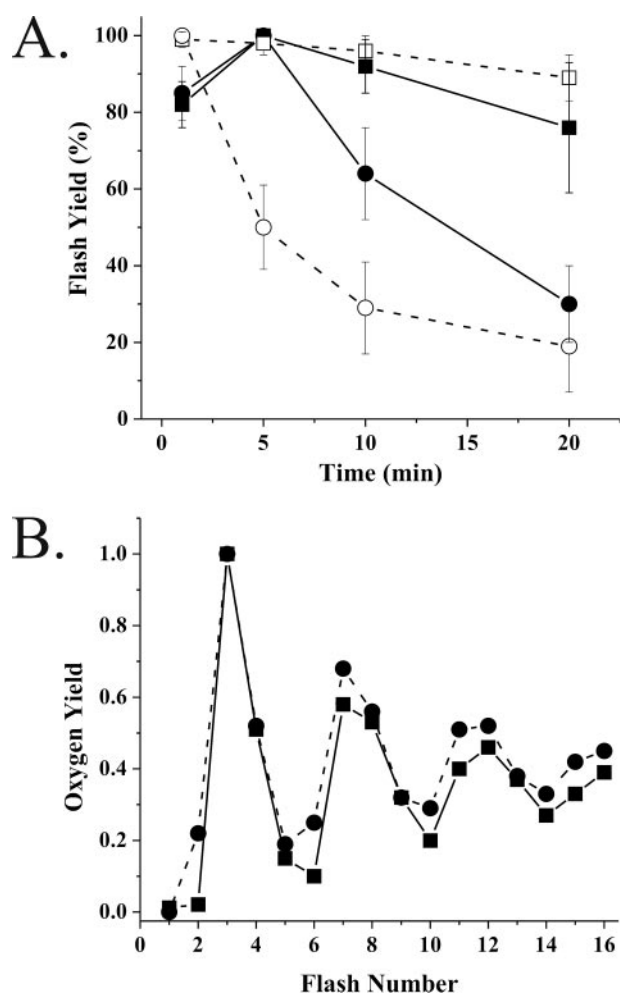 A.
100
80
60
40
20
0
Flash Yield (%)
0 5 10 15 20
Time (min)
B.
1.0
0.8
0.6
0.4
0.2
0.0
Oxygen Yield
0 2 4 6 8 10 12 14 16
Flash Number